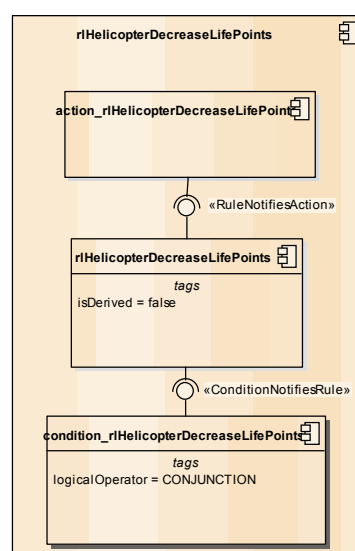 rlHelicopterDecreaseLifePoints
action_rlHelicopterDecreaseLifePoint
«RuleNotifiesAction»
rlHelicopterDecreaseLifePoints
tags
isDerived = false
«ConditionNotifiesRule»
condition_rlHelicopterDecreaseLifePoints
tags
logicalOperator = CONJUNCTION